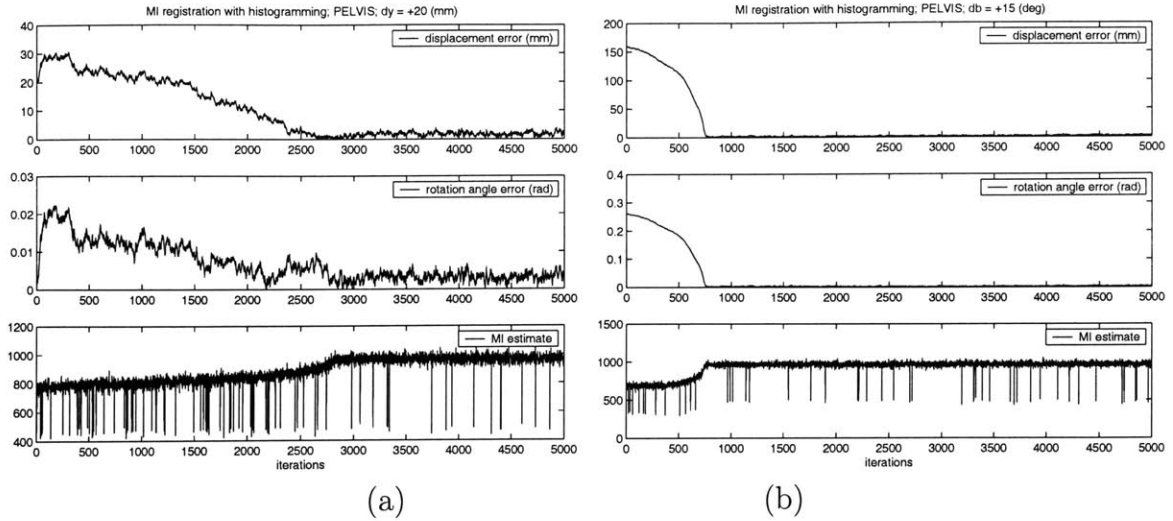 MI registration with histogramming; PELVIS; dy = +20 (mm)
40
30
20
10
0
displacement error (mm)
0 500 1000 1500 2000 2500 3000 3500 4000 4500 5000
0.03
0.02
0.01
0
rotation angle error (rad)
0 500 1000 1500 2000 2500 3000 3500 4000 4500 5000
1200
1000
800
600
400
MI estimate
0 500 1000 1500 2000 2500 3000 3500 4000 4500 5000
iterations
(a)
MI registration with histogramming; PELVIS; db = +15 (deg)
200
150
100
50
0
displacement error (mm)
0 500 1000 1500 2000 2500 3000 3500 4000 4500 5000
0.4
0.3
0.2
0.1
0
rotation angle error (rad)
0 500 1000 1500 2000 2500 3000 3500 4000 4500 5000
1500
1000
500
0
MI estimate
0 500 1000 1500 2000 2500 3000 3500 4000 4500 5000
iterations
(b)